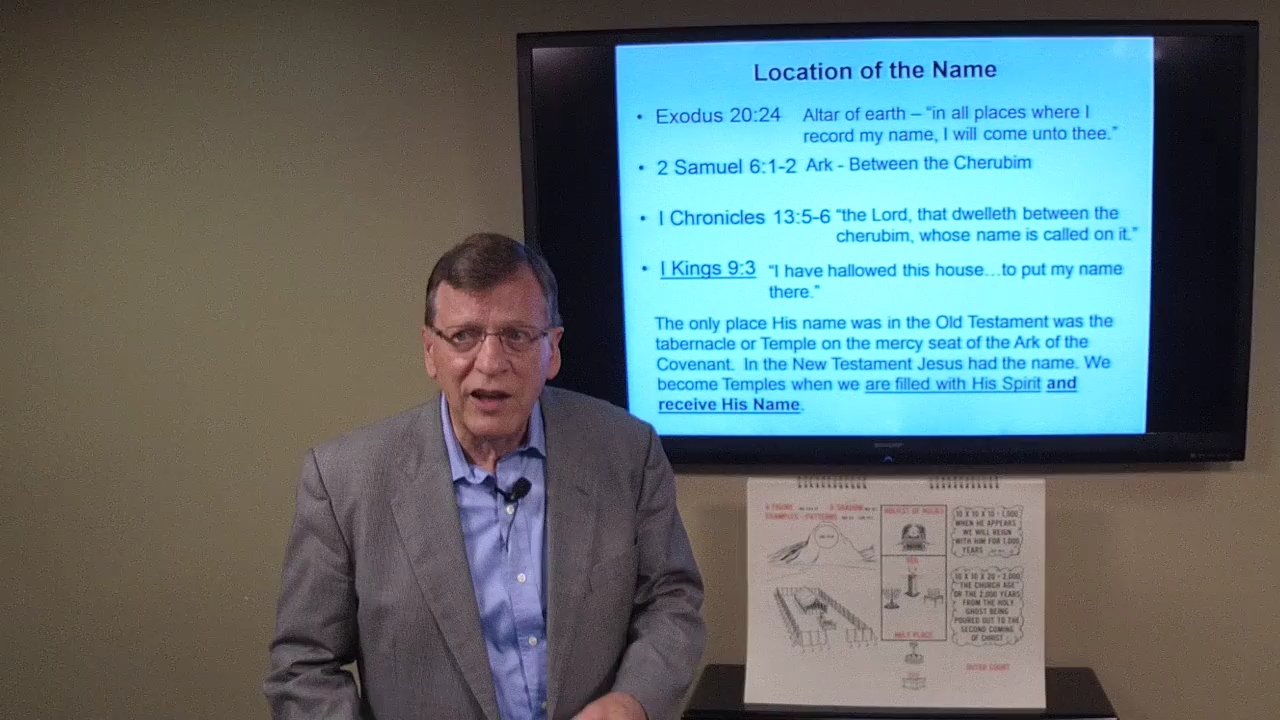 Location of the Name
• Exodus 20:24 Altar of earth – “in all places where I
record my name, I will come unto thee.”
• 2 Samuel 6:1-2 Ark - Between the Cherubim
• I Chronicles 13:5-6 “the Lord, that dwelleth between the
cherubim, whose name is called on it.”
• I Kings 9:3 “I have hallowed this house…to put my name
there.”
The only place His name was in the Old Testament was the
tabernacle or Temple on the mercy seat of the Ark of the
Covenant. In the New Testament Jesus had the name. We
become Temples when we are filled with His Spirit and
receive His Name.
A FIGURE
A SHADOW
EXAMPLES - PATTERNS
HOLIEST OF HOLIES
VEIL
HOLY PLACE
10 X 10 X 10 - 1,000
WHEN HE APPEARS
WE WILL REIGN
WITH HIM FOR 1,000
YEARS
10 X 10 X 20 - 2,000
THE CHURCH AGE
OR THE 2,000 YEARS
FROM THE HOLY
GHOST BEING
POURED OUT TO THE
SECOND COMING
OF CHRIST
OUTER COURT